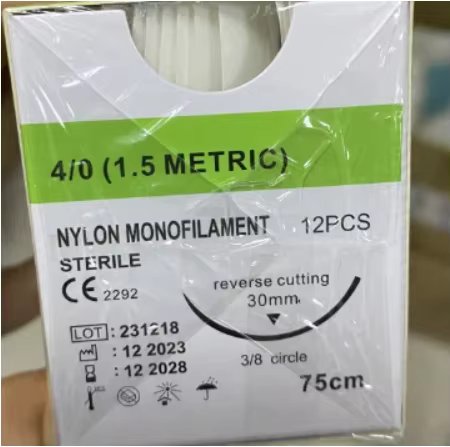 4/0 (1.5 METRIC)
NYLON MONOFILAMENT 12PCS
STERILE
CE 2292
reverse cutting
30mm
LOT : 231218
: 12 2023
: 12 2028
3/8 circle
75cm